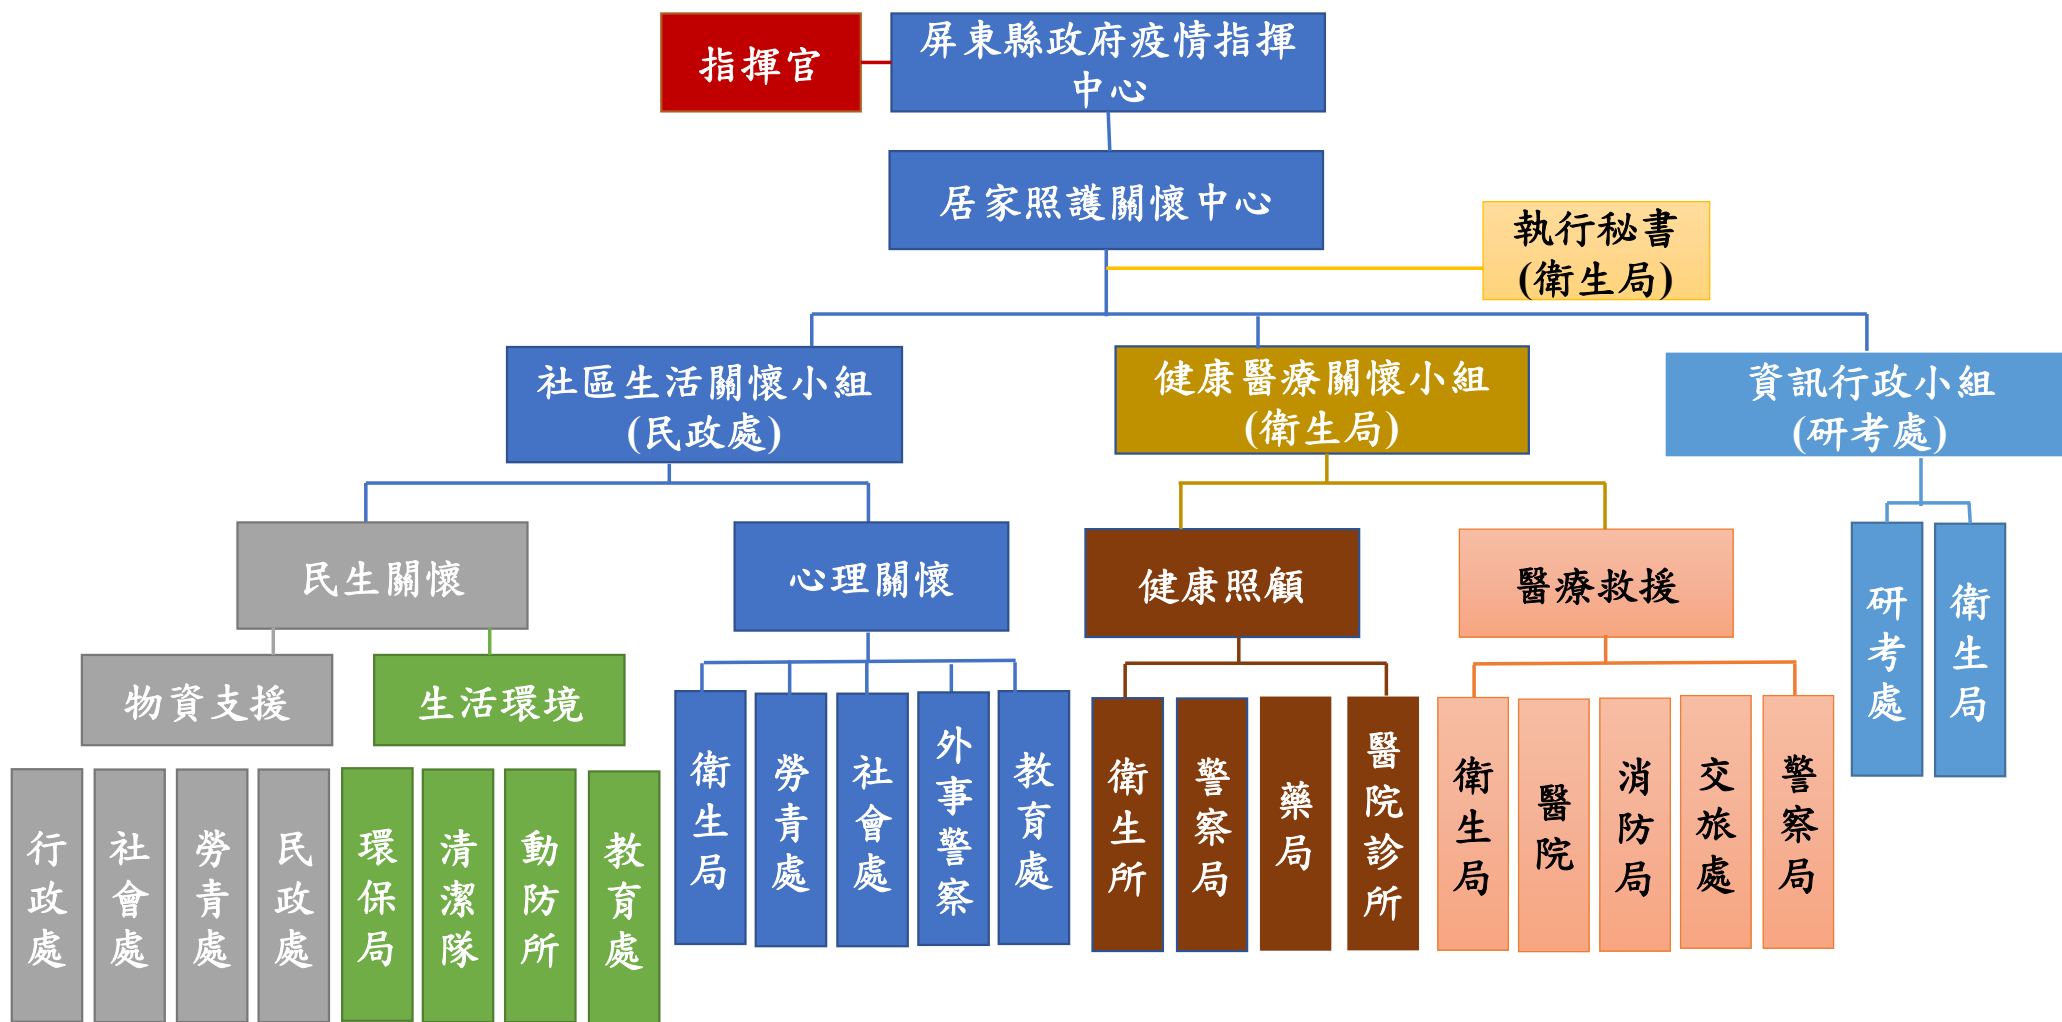 指揮官
屏東縣政府疫情指揮
中心
居家照護關懷中心
執行秘書
(衛生局)
社區生活關懷小組
(民政處)
健康醫療關懷小組
(衛生局)
資訊行政小組
(研考處)
民生關懷
心理關懷
健康照顧
醫療救援
研考處
衛生局
物資支援
生活環境
行政處
社會處
勞青處
民政處
環保局
清潔隊
動防所
教育處
衛生局
勞青處
社會處
外事警察
教育處
衛生所
警察局
藥局
醫院診所
衛生局
醫院
消防局
交旅處
警察局